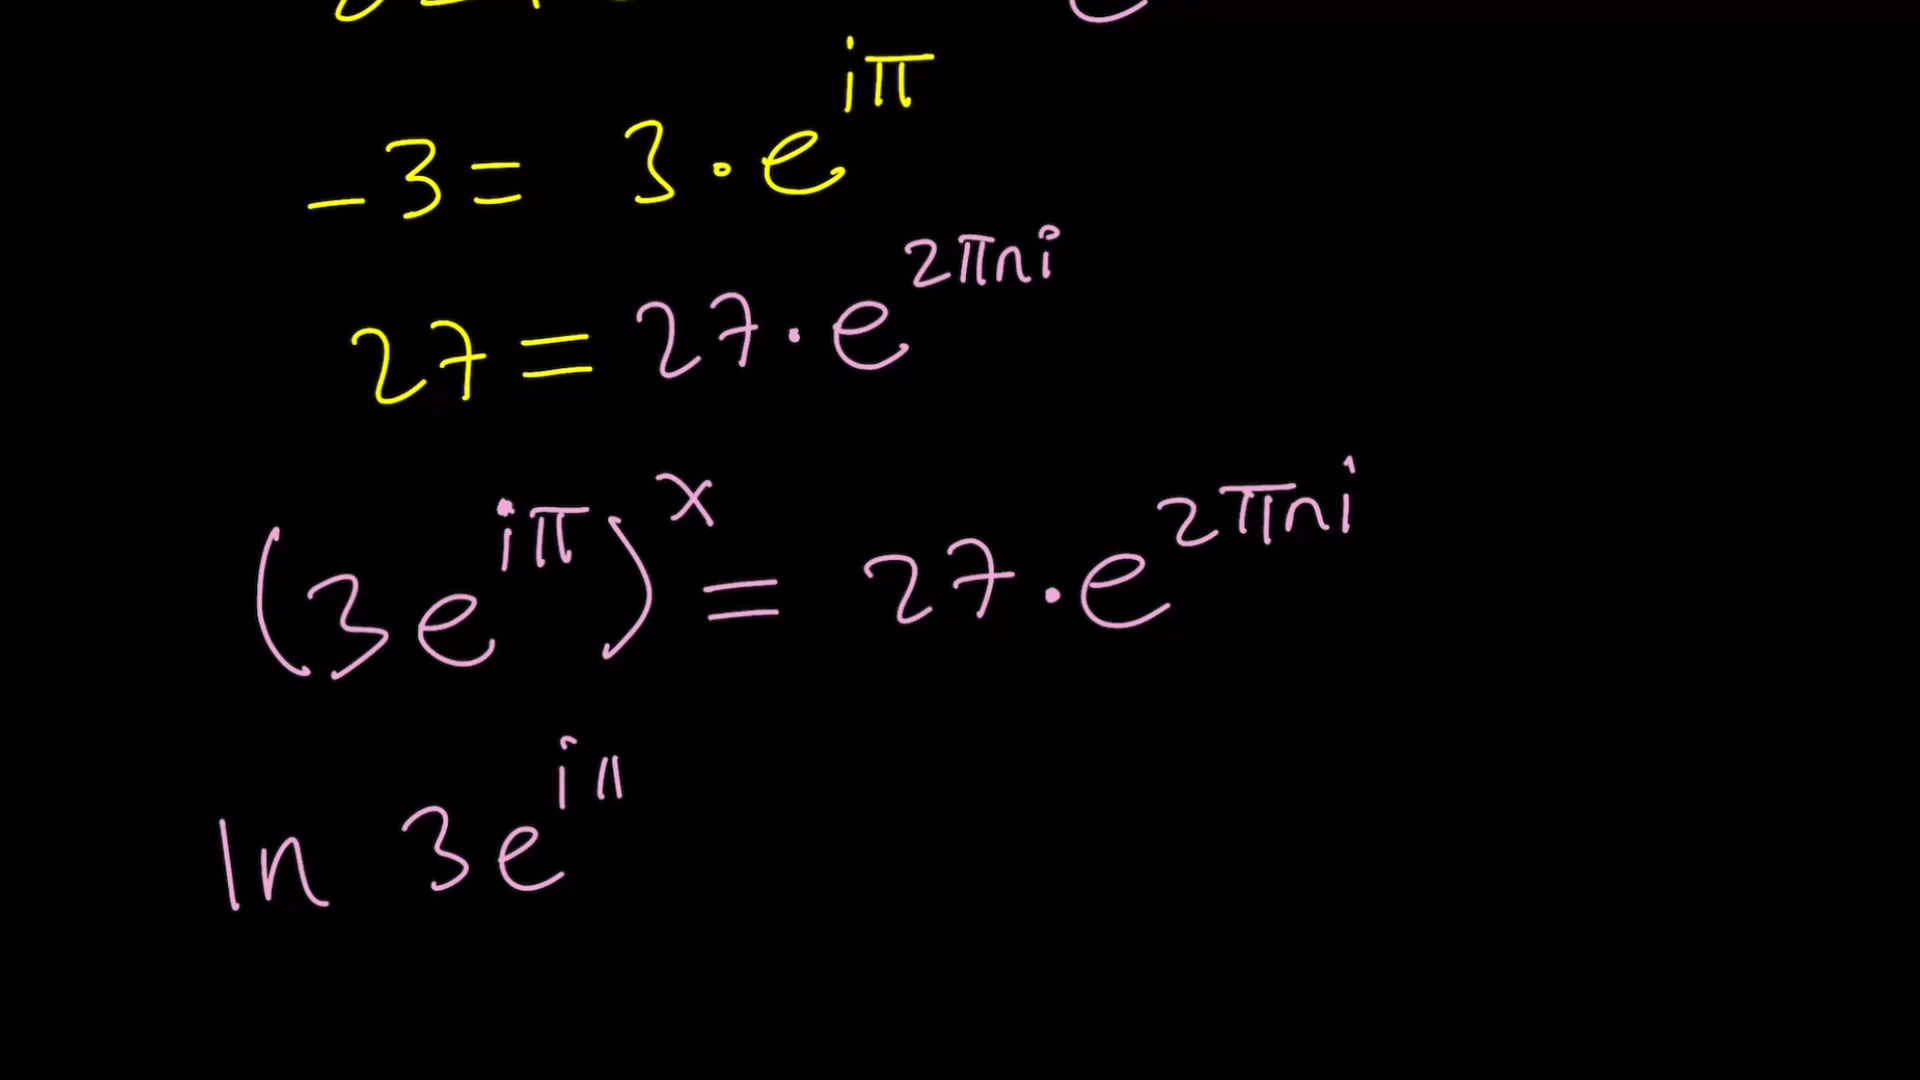 -3 = 3 · e^{iπ}
27 = 27 · e^{2πni}
(3e^{iπ})^x = 27 · e^{2πni}
ln 3e^{iπ}